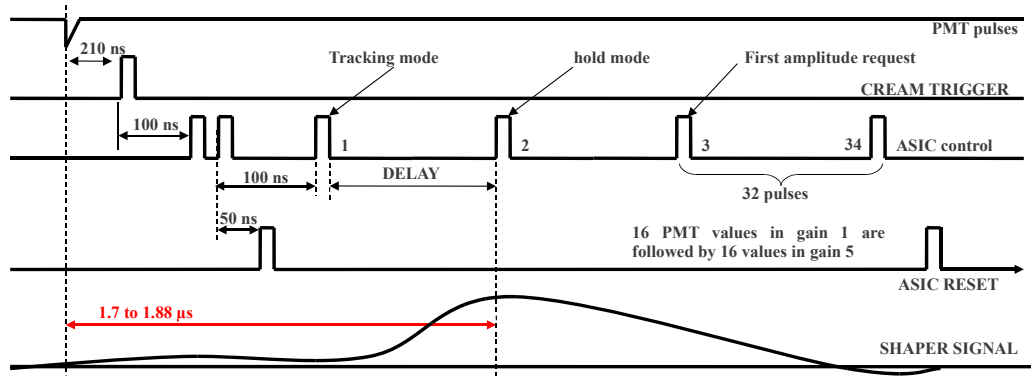 PMT pulses
210 ns
Tracking mode
hold mode
First amplitude request
CREAM TRIGGER
100 ns
1
2
3
34
ASIC control
100 ns
DELAY
32 pulses
50 ns
16 PMT values in gain 1 are
followed by 16 values in gain 5
ASIC RESET
1.7 to 1.88 µs
SHAPER SIGNAL